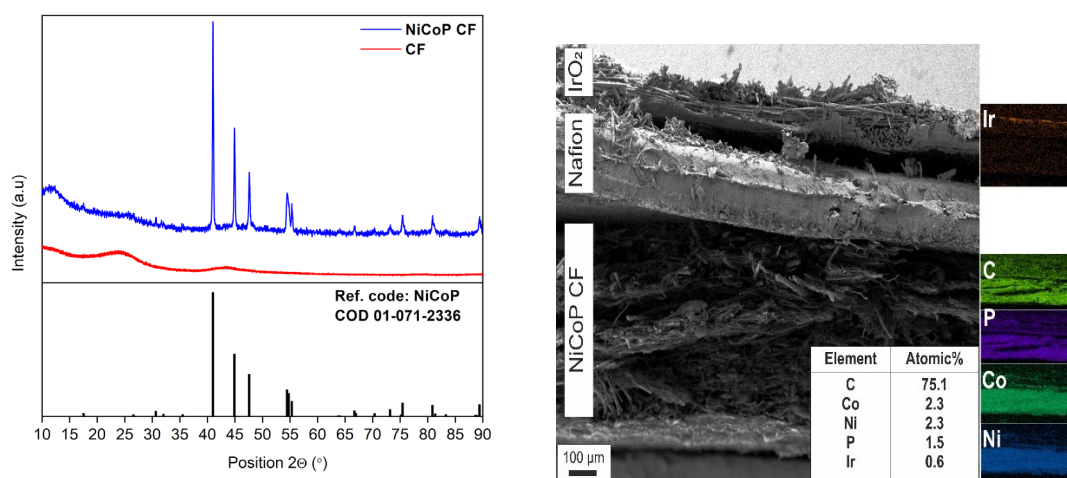 NiCoP CF
CF
Intensity (a.u)
Ref. code: NiCoP
COD 01-071-2336
10 15 20 25 30 35 40 45 50 55 60 65 70 75 80 85 90
Position 2Θ (°)
IrO₂
Nafion
NiCoP CF
Element Atomic%
C 75.1
Co 2.3
Ni 2.3
P 1.5
Ir 0.6
100 µm
Ir
C
P
Co
Ni